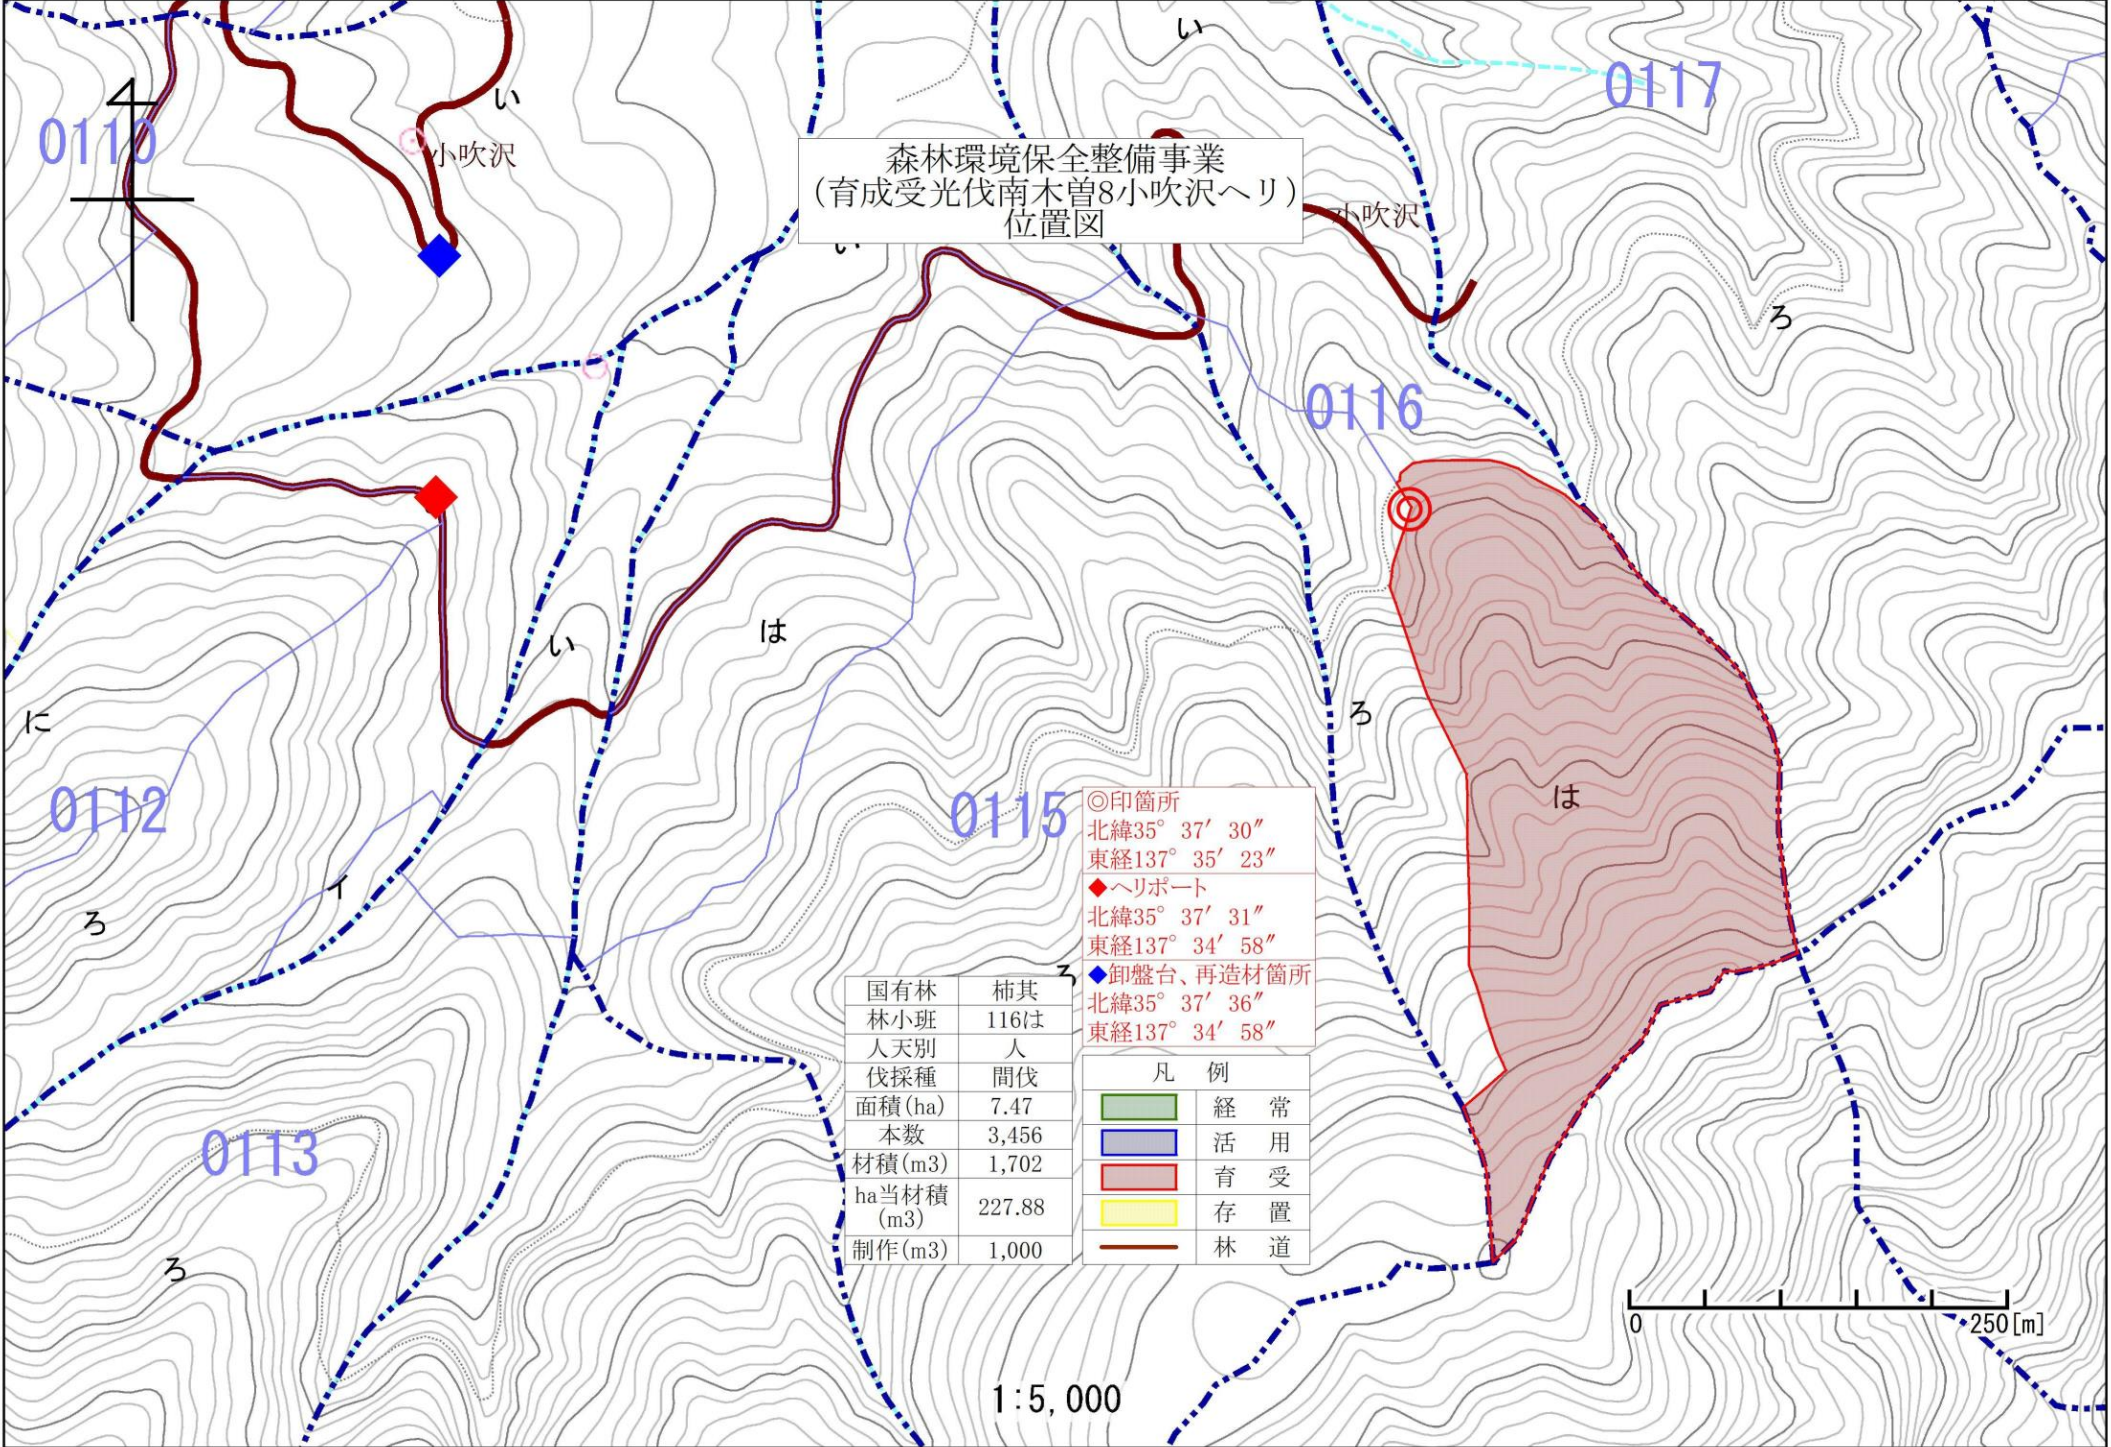 い
0117
0110
い
小吹沢
森林環境保全整備事業
(育成受光伐南木曽8小吹沢ヘリ)
位置図
小吹沢
い
ろ
0116
は
い
ろ
に
0112
0115
は
イ
ろ
ろ
◎印箇所
北緯35° 37′ 30″
東経137° 35′ 23″
◆ヘリポート
北緯35° 37′ 31″
東経137° 34′ 58″
◆卸盤台、再造材箇所
北緯35° 37′ 36″
東経137° 34′ 58″
国有林 柿其
林小班 116は
人天別 人
伐採種 間伐
面積(ha) 7.47
本数 3,456
材積(m3) 1,702
ha当材積
(m3) 227.88
制作(m3) 1,000
凡 例
経 常
活 用
育 受
存 置
林 道
0113
ろ
0 250[m]
1:5,000